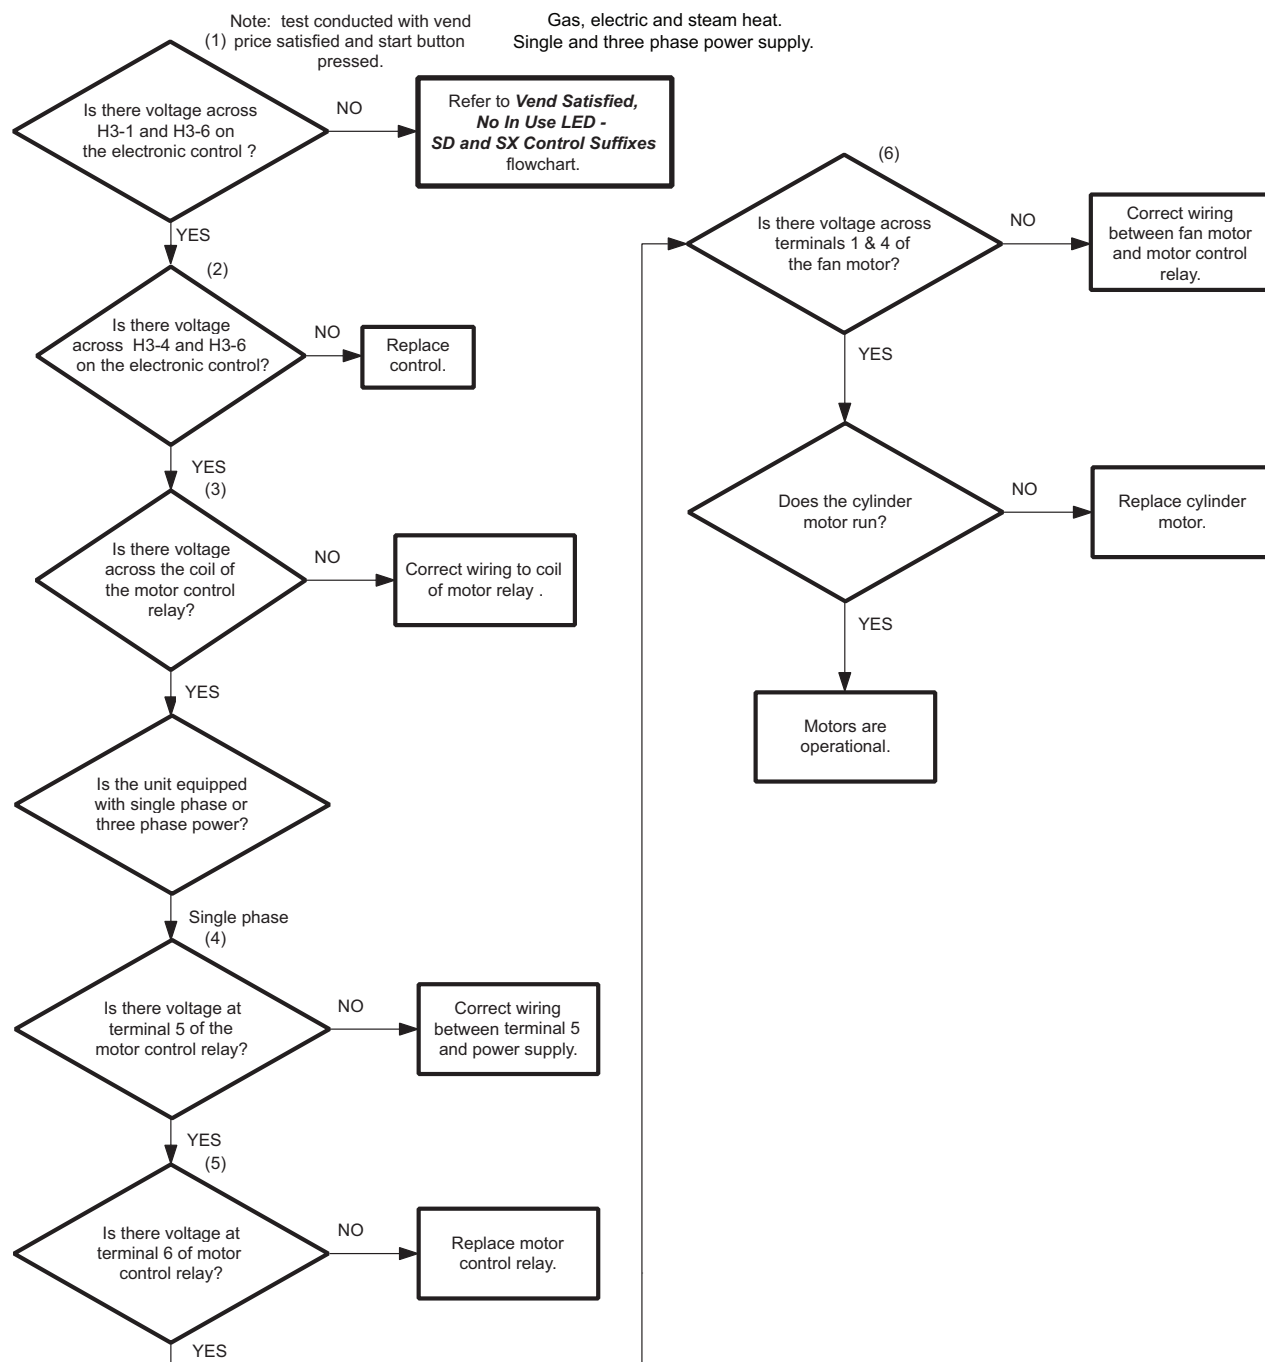 Note: test conducted with vend
(1) price satisfied and start button
pressed.
Gas, electric and steam heat.
Single and three phase power supply.
Is there voltage across
H3-1 and H3-6 on
the electronic control ?
NO
Refer to Vend Satisfied,
No In Use LED -
SD and SX Control Suffixes
flowchart.
YES
(2)
Is there voltage
across H3-4 and H3-6
on the electronic control?
NO
Replace
control.
YES
(3)
Is there voltage
across the coil of
the motor control
relay?
NO
Correct wiring to coil
of motor relay .
YES
Is the unit equipped
with single phase or
three phase power?
Single phase
(4)
Is there voltage at
terminal 5 of the
motor control relay?
NO
Correct wiring
between terminal 5
and power supply.
YES
(5)
Is there voltage at
terminal 6 of motor
control relay?
NO
Replace motor
control relay.
YES
(6)
Is there voltage across
terminals 1 & 4 of
the fan motor?
NO
Correct wiring
between fan motor
and motor control
relay.
YES
Does the cylinder
motor run?
NO
Replace cylinder
motor.
YES
Motors are
operational.